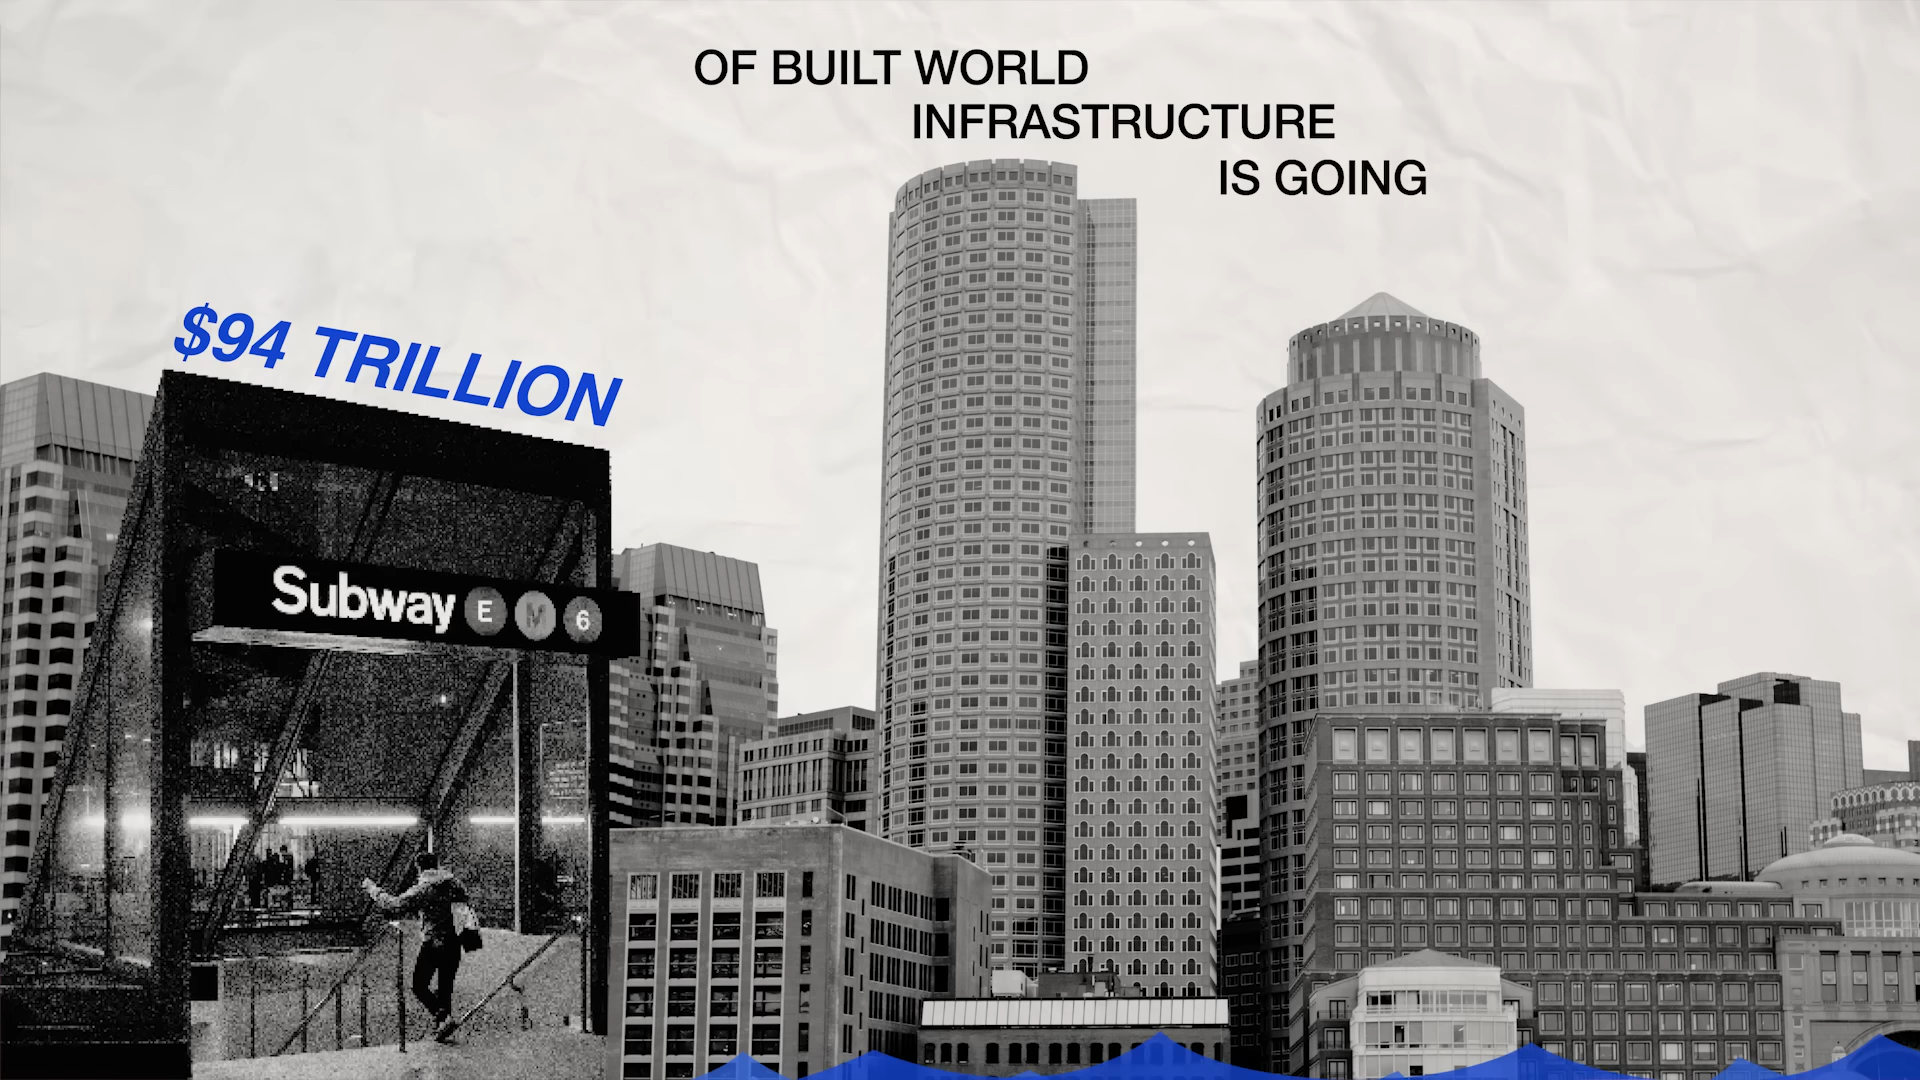 $94 TRILLION
OF BUILT WORLD
INFRASTRUCTURE
IS GOING
Subway E M 6